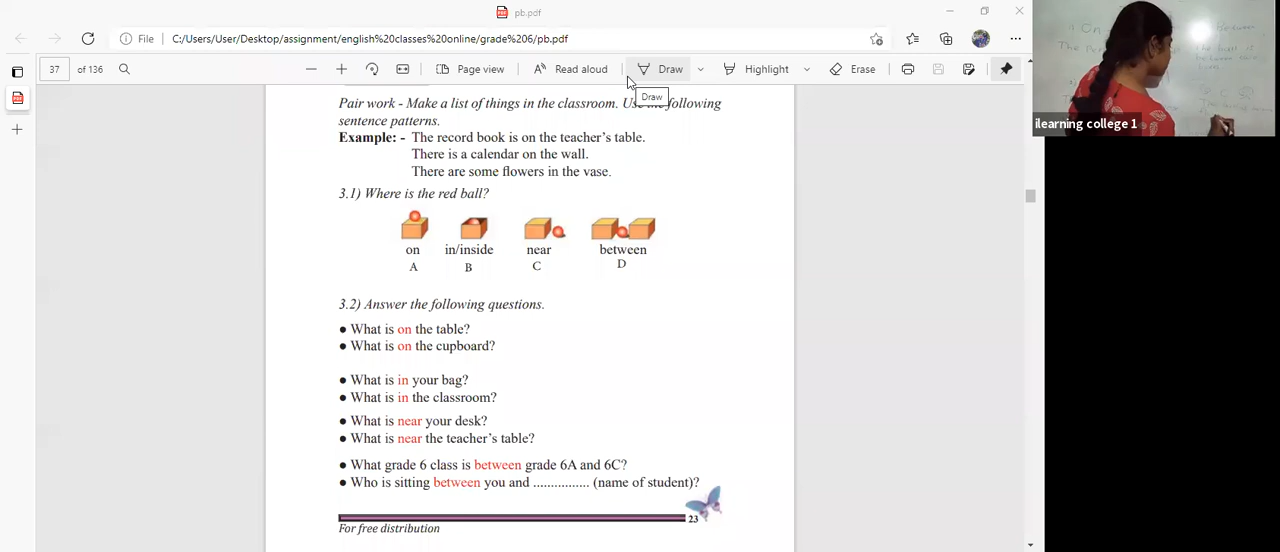 pb.pdf
File C:/Users/User/Desktop/assignment/english%20classes%20online/grade%206/pb.pdf
37 of 136 Page view Read aloud Draw Highlight Erase
Draw
Pair work - Make a list of things in the classroom. Use the following
sentence patterns.
Example: - The record book is on the teacher's table.
There is a calendar on the wall.
There are some flowers in the vase.
3.1) Where is the red ball?
on in/inside near between
A B C D
3.2) Answer the following questions.
● What is on the table?
● What is on the cupboard?
● What is in your bag?
● What is in the classroom?
● What is near your desk?
● What is near the teacher's table?
● What grade 6 class is between grade 6A and 6C?
● Who is sitting between you and ................ (name of student)?
23
For free distribution
On Between
ilearning college 1